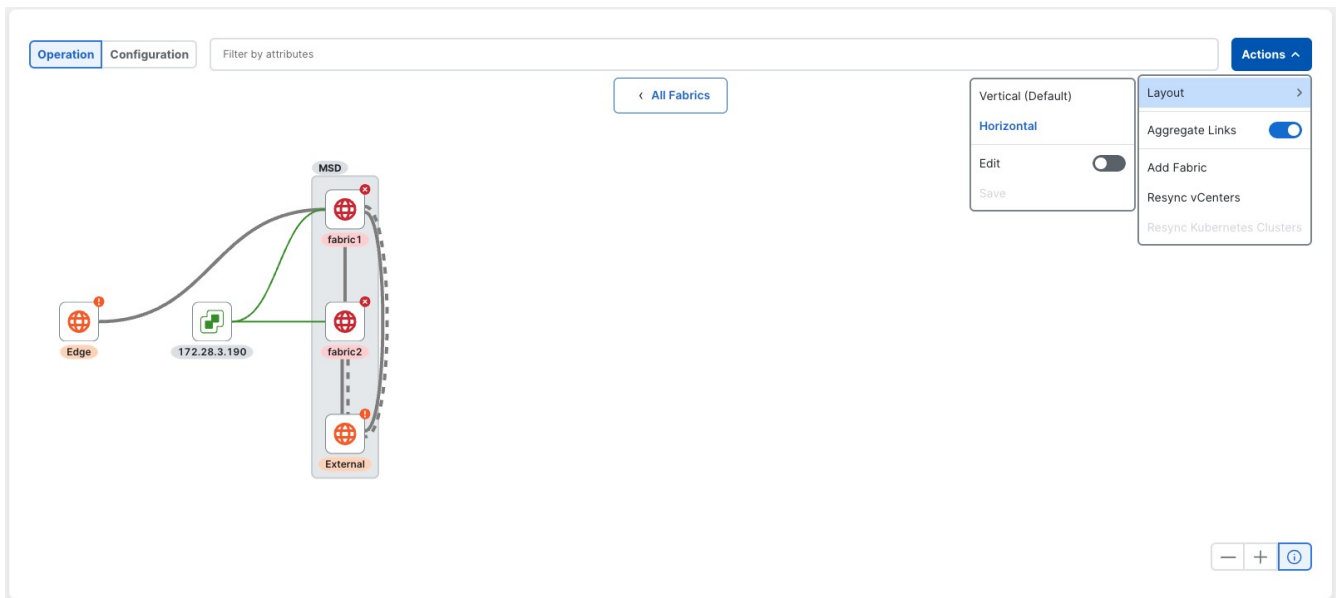 Operation Configuration Filter by attributes Actions
All Fabrics
Vertical (Default)
Horizontal
Edit
Save
Layout
Aggregate Links
Add Fabric
Resync vCenters
Resync Kubernetes Clusters
MSD
fabric1
Edge
172.28.3.190
fabric2
External